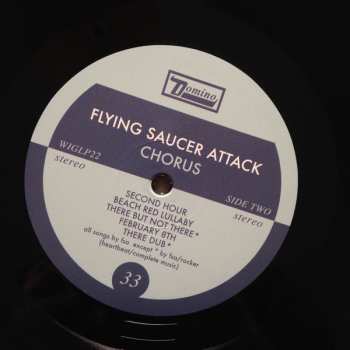 Domino
FLYING SAUCER ATTACK
CHORUS
WIGLP22
stereo
SIDE TWO
stereo
SECOND HOUR
BEACH RED LULLABY
THERE BUT NOT THERE*
FEBRUARY 8TH
THERE DUB*
all songs by fsa except * by fsa/rocker
(heartbeat/complete music)
33